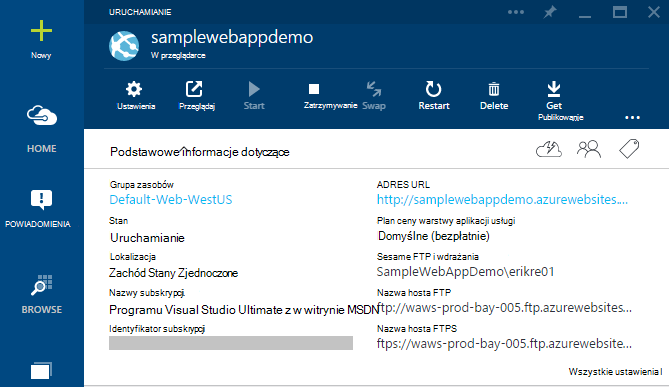 URUCHAMIANIE
samplewebappdemo
W przeglądarce
Nowy
HOME
POWIADOMIENIA
BROWSE
Ustawienia
Przeglądaj
Start
Zatrzymywanie
Swap
Restart
Delete
Get
Publikowanie
Podstawowe informacje dotyczące
Grupa zasobów
Default-Web-WestUS
Stan
Uruchamianie
Lokalizacja
Zachód Stany Zjednoczone
Nazwy subskrypcji.
Programu Visual Studio Ultimate z w witrynie MSDN
Identyfikator subskrypcji
ADRES URL
http://samplewebappdemo.azurewebsites....
Plan ceny warstwy aplikacji usługi
Domyślne (bezpłatnie)
Sesame FTP i wdrażania
SampleWebAppDemo\erikre01
Nazwa hosta FTP
ftp://waws-prod-bay-005.ftp.azurewebsites...
Nazwa hosta FTPS
ftps://waws-prod-bay-005.ftp.azurewebsites...
Wszystkie ustawienia l